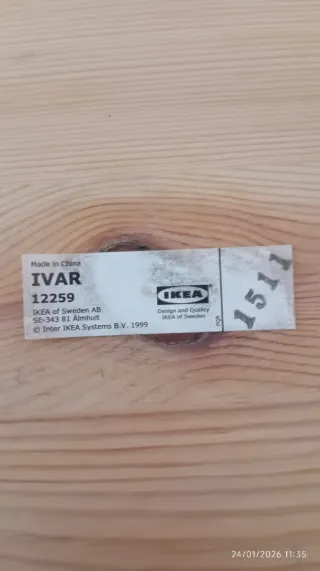 Made in China
IVAR
12259
IKEA of Sweden AB
SE-343 81 Älmhult
© Inter IKEA Systems B.V. 1999
IKEA
Design and Quality
IKEA of Sweden
1511
24/01/2026 11:35